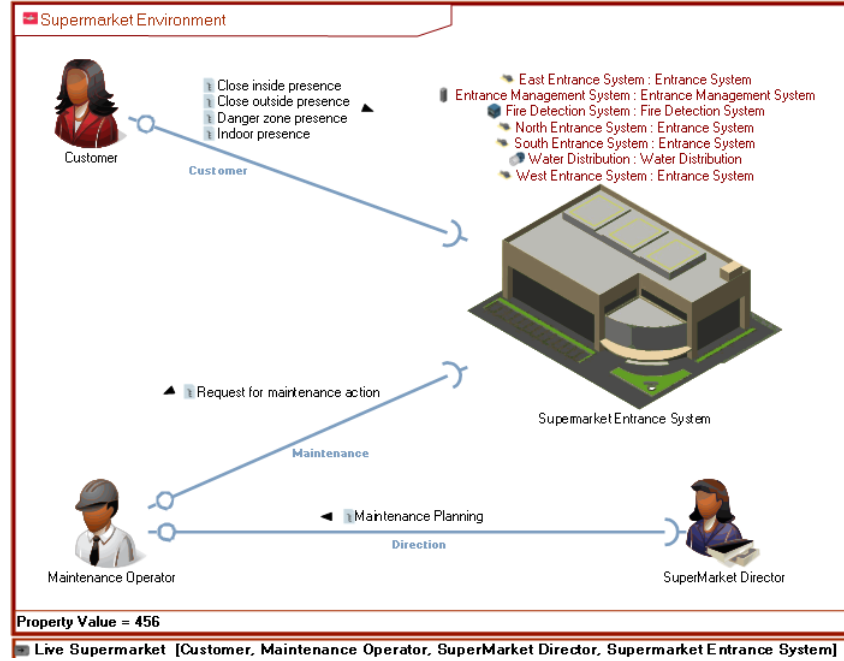 Supermarket Environment
Close inside presence
Close outside presence
Danger zone presence
Indoor presence
East Entrance System : Entrance System
Entrance Management System : Entrance Management System
Fire Detection System : Fire Detection System
North Entrance System : Entrance System
South Entrance System : Entrance System
Water Distribution : Water Distribution
West Entrance System : Entrance System
Customer
Customer
Request for maintenance action
Supermarket Entrance System
Maintenance
Maintenance Planning
Direction
Maintenance Operator
SuperMarket Director
Property Value = 456
Live Supermarket [Customer, Maintenance Operator, SuperMarket Director, Supermarket Entrance System]